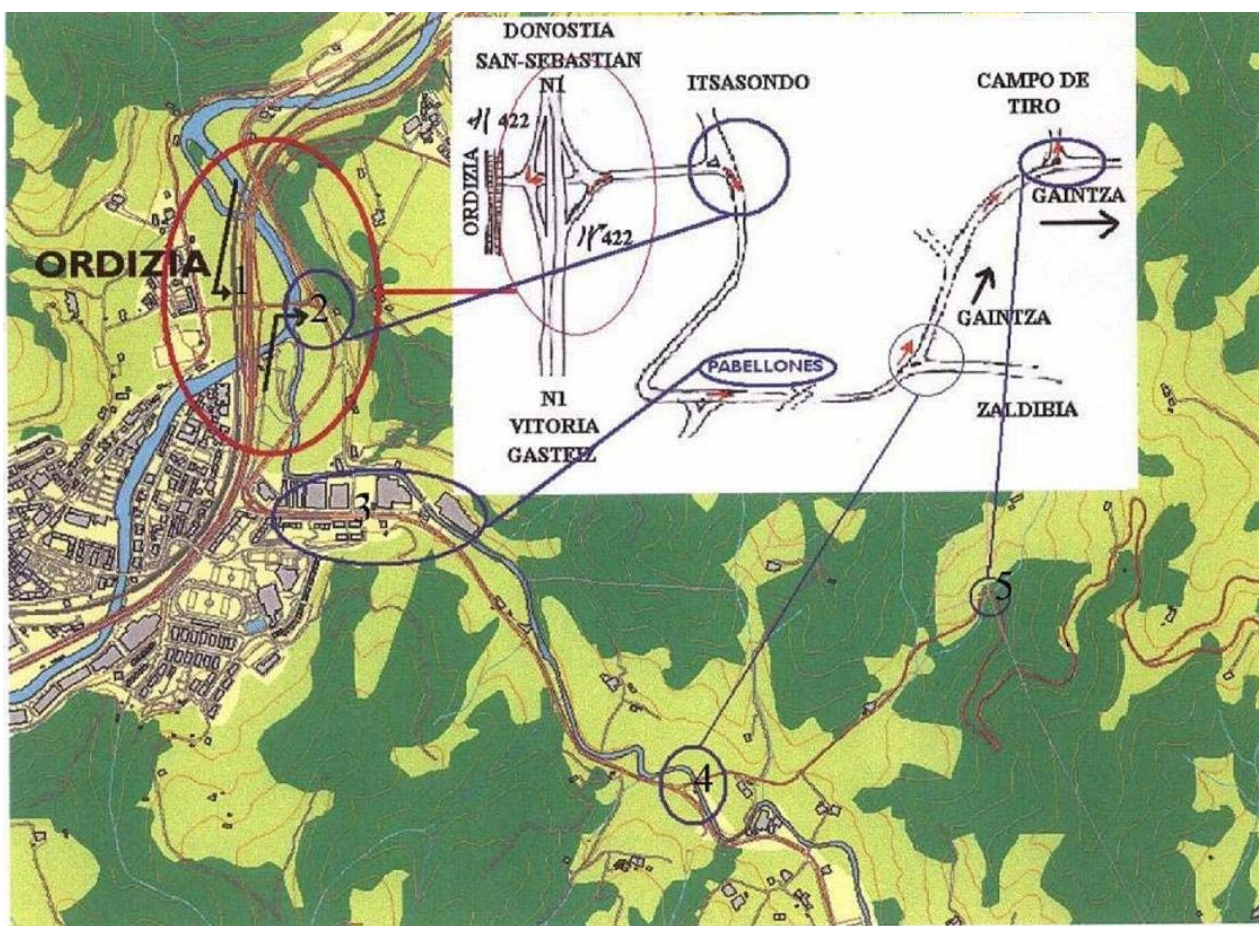 DONOSTIA
SAN-SEBASTIAN
N1
ITSASONDO
CAMPO DE
TIRO
422
ORDIZIA
GAINTZA
422
ORDIZIA
1
2
GAINTZA
PABELLONES
N1
VITORIA
GASTEIZ
ZALDIBIA
3
5
4